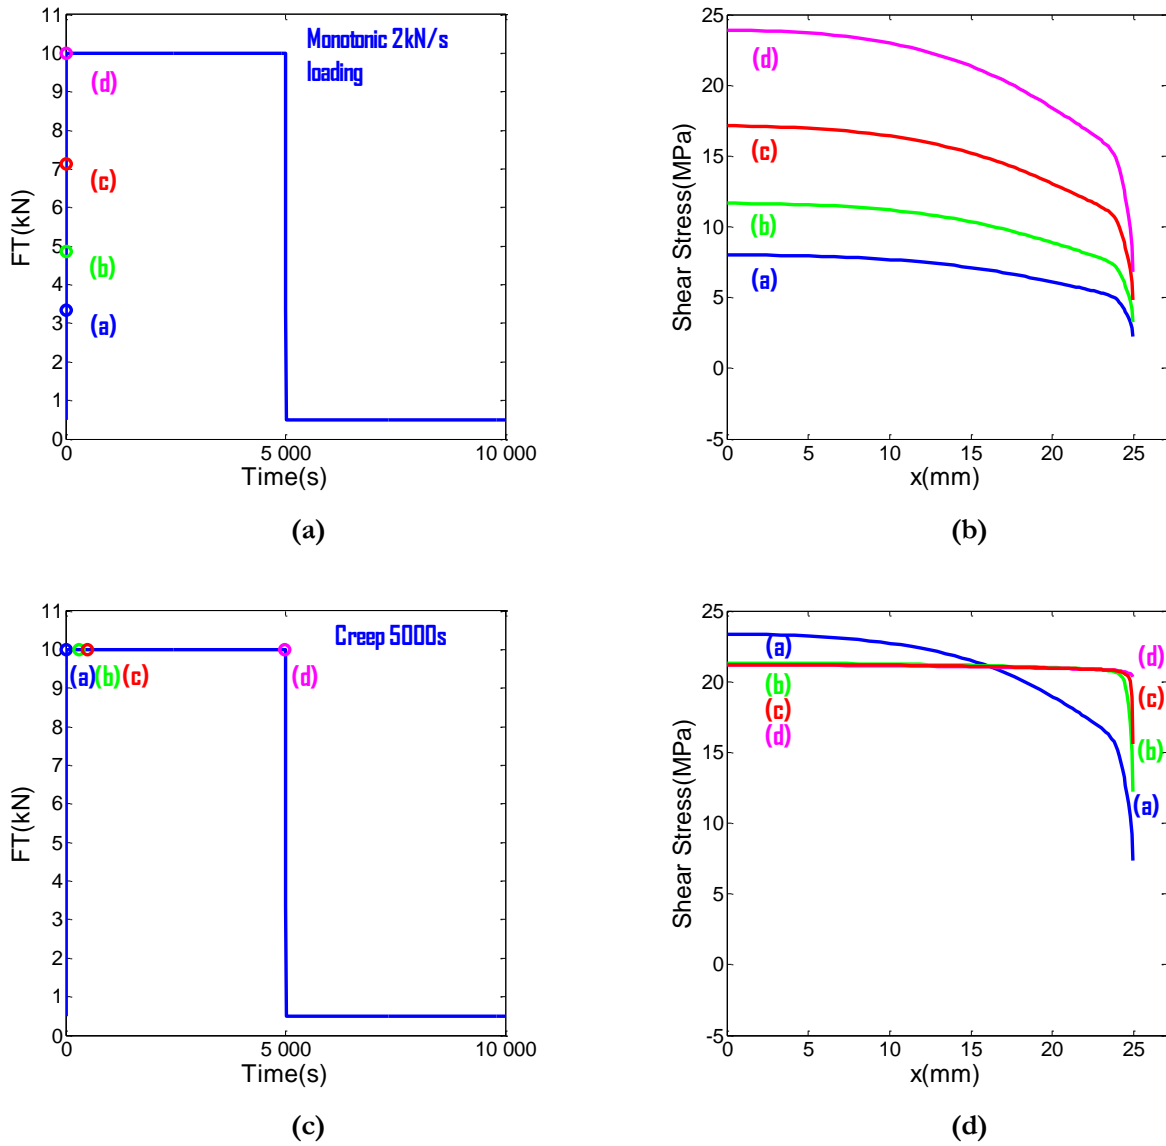 11
10
9
8
7
6
5
4
3
2
1
0
FT(kN)
Monotonic 2kN/s
loading
(d)
(c)
(b)
(a)
0
5 000
10 000
Time(s)
(a)
25
20
15
10
5
0
-5
Shear Stress(MPa)
(d)
(c)
(b)
(a)
0
5
10
15
20
25
x(mm)
(b)
11
10
9
8
7
6
5
4
3
2
1
0
FT(kN)
Creep 5000s
(a) (b) (c) (d)
0
5 000
10 000
Time(s)
(c)
25
20
15
10
5
0
-5
Shear Stress(MPa)
(a)
(b)
(c)
(d)
(d)
(c)
(b)
(a)
0
5
10
15
20
25
x(mm)
(d)